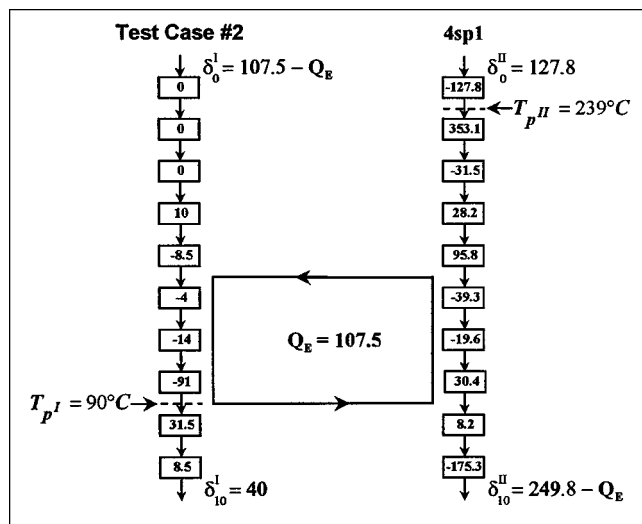 Test Case #2 4sp1
δ₀ᴵ = 107.5 − Q_E δ₀ᴵᴵ = 127.8
0 -127.8
T_pᴵᴵ = 239°C
0 353.1
0 -31.5
10 28.2
-8.5 95.8
-4 -39.3
Q_E = 107.5
-14 -19.6
-91 30.4
T_pᴵ = 90°C
31.5 8.2
8.5 -175.3
δ₁₀ᴵ = 40 δ₁₀ᴵᴵ = 249.8 − Q_E